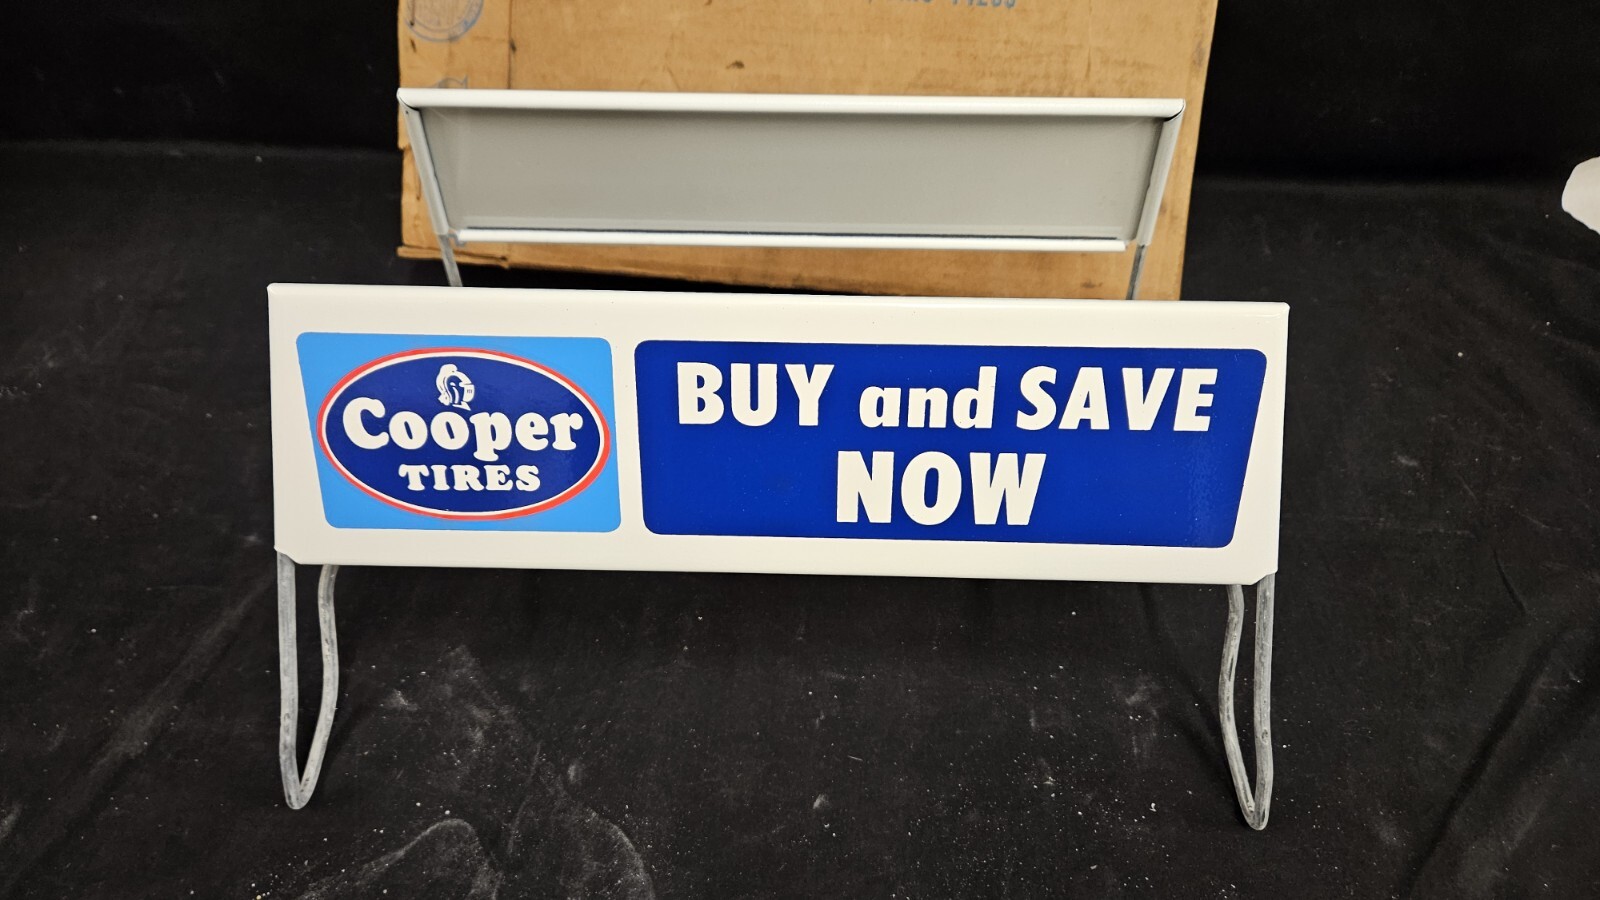 Cooper
TIRES
BUY and SAVE
NOW